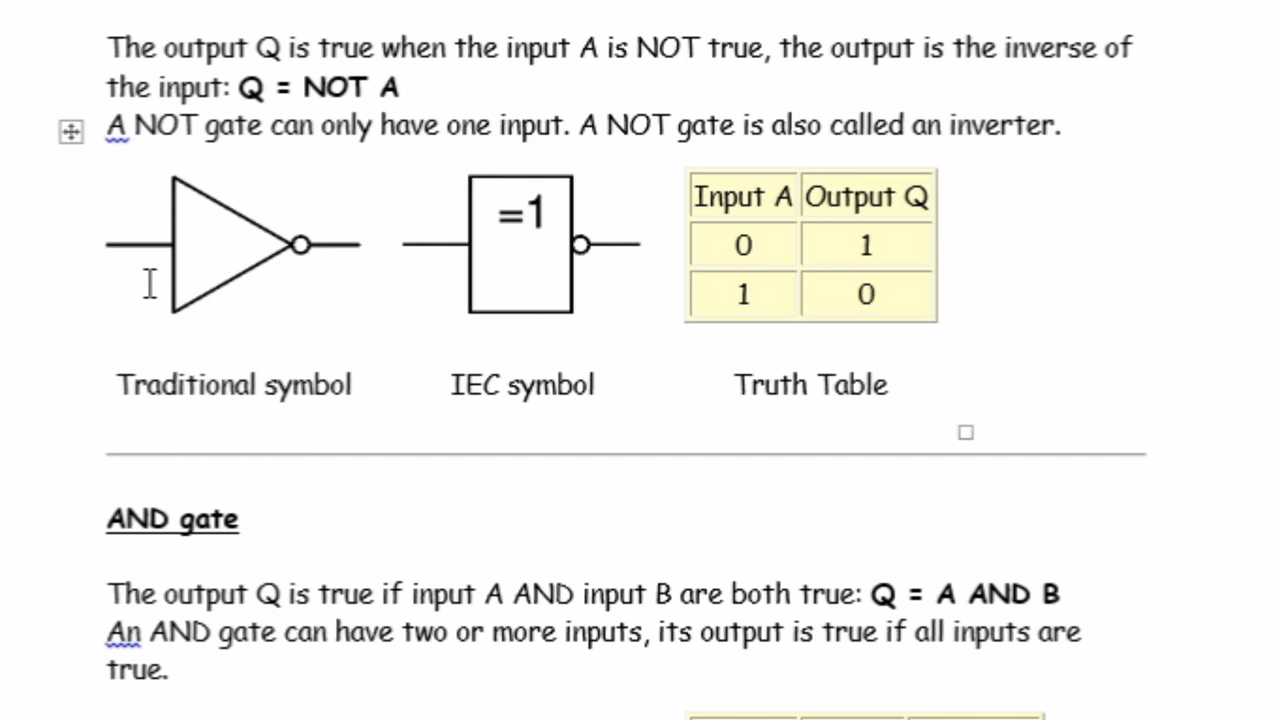 The output Q is true when the input A is NOT true, the output is the inverse of
the input: Q = NOT A
A NOT gate can only have one input. A NOT gate is also called an inverter.
=1
Input A Output Q
0 1
1 0
Traditional symbol IEC symbol Truth Table
AND gate
The output Q is true if input A AND input B are both true: Q = A AND B
An AND gate can have two or more inputs, its output is true if all inputs are
true.